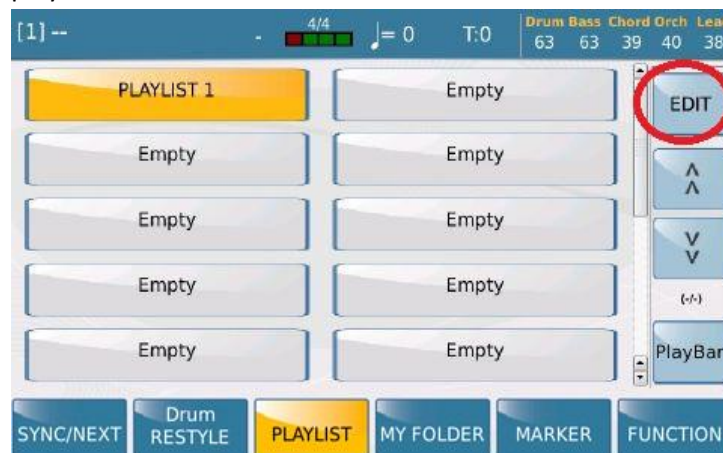 [1] -- - 4/4 ♩= 0 T:0 Drum Bass Chord Orch Lead
63 63 39 40 38
PLAYLIST 1 Empty EDIT
Empty Empty
Empty Empty
Empty Empty (-/-)
Empty Empty PlayBar
SYNC/NEXT Drum RESTYLE PLAYLIST MY FOLDER MARKER FUNCTION